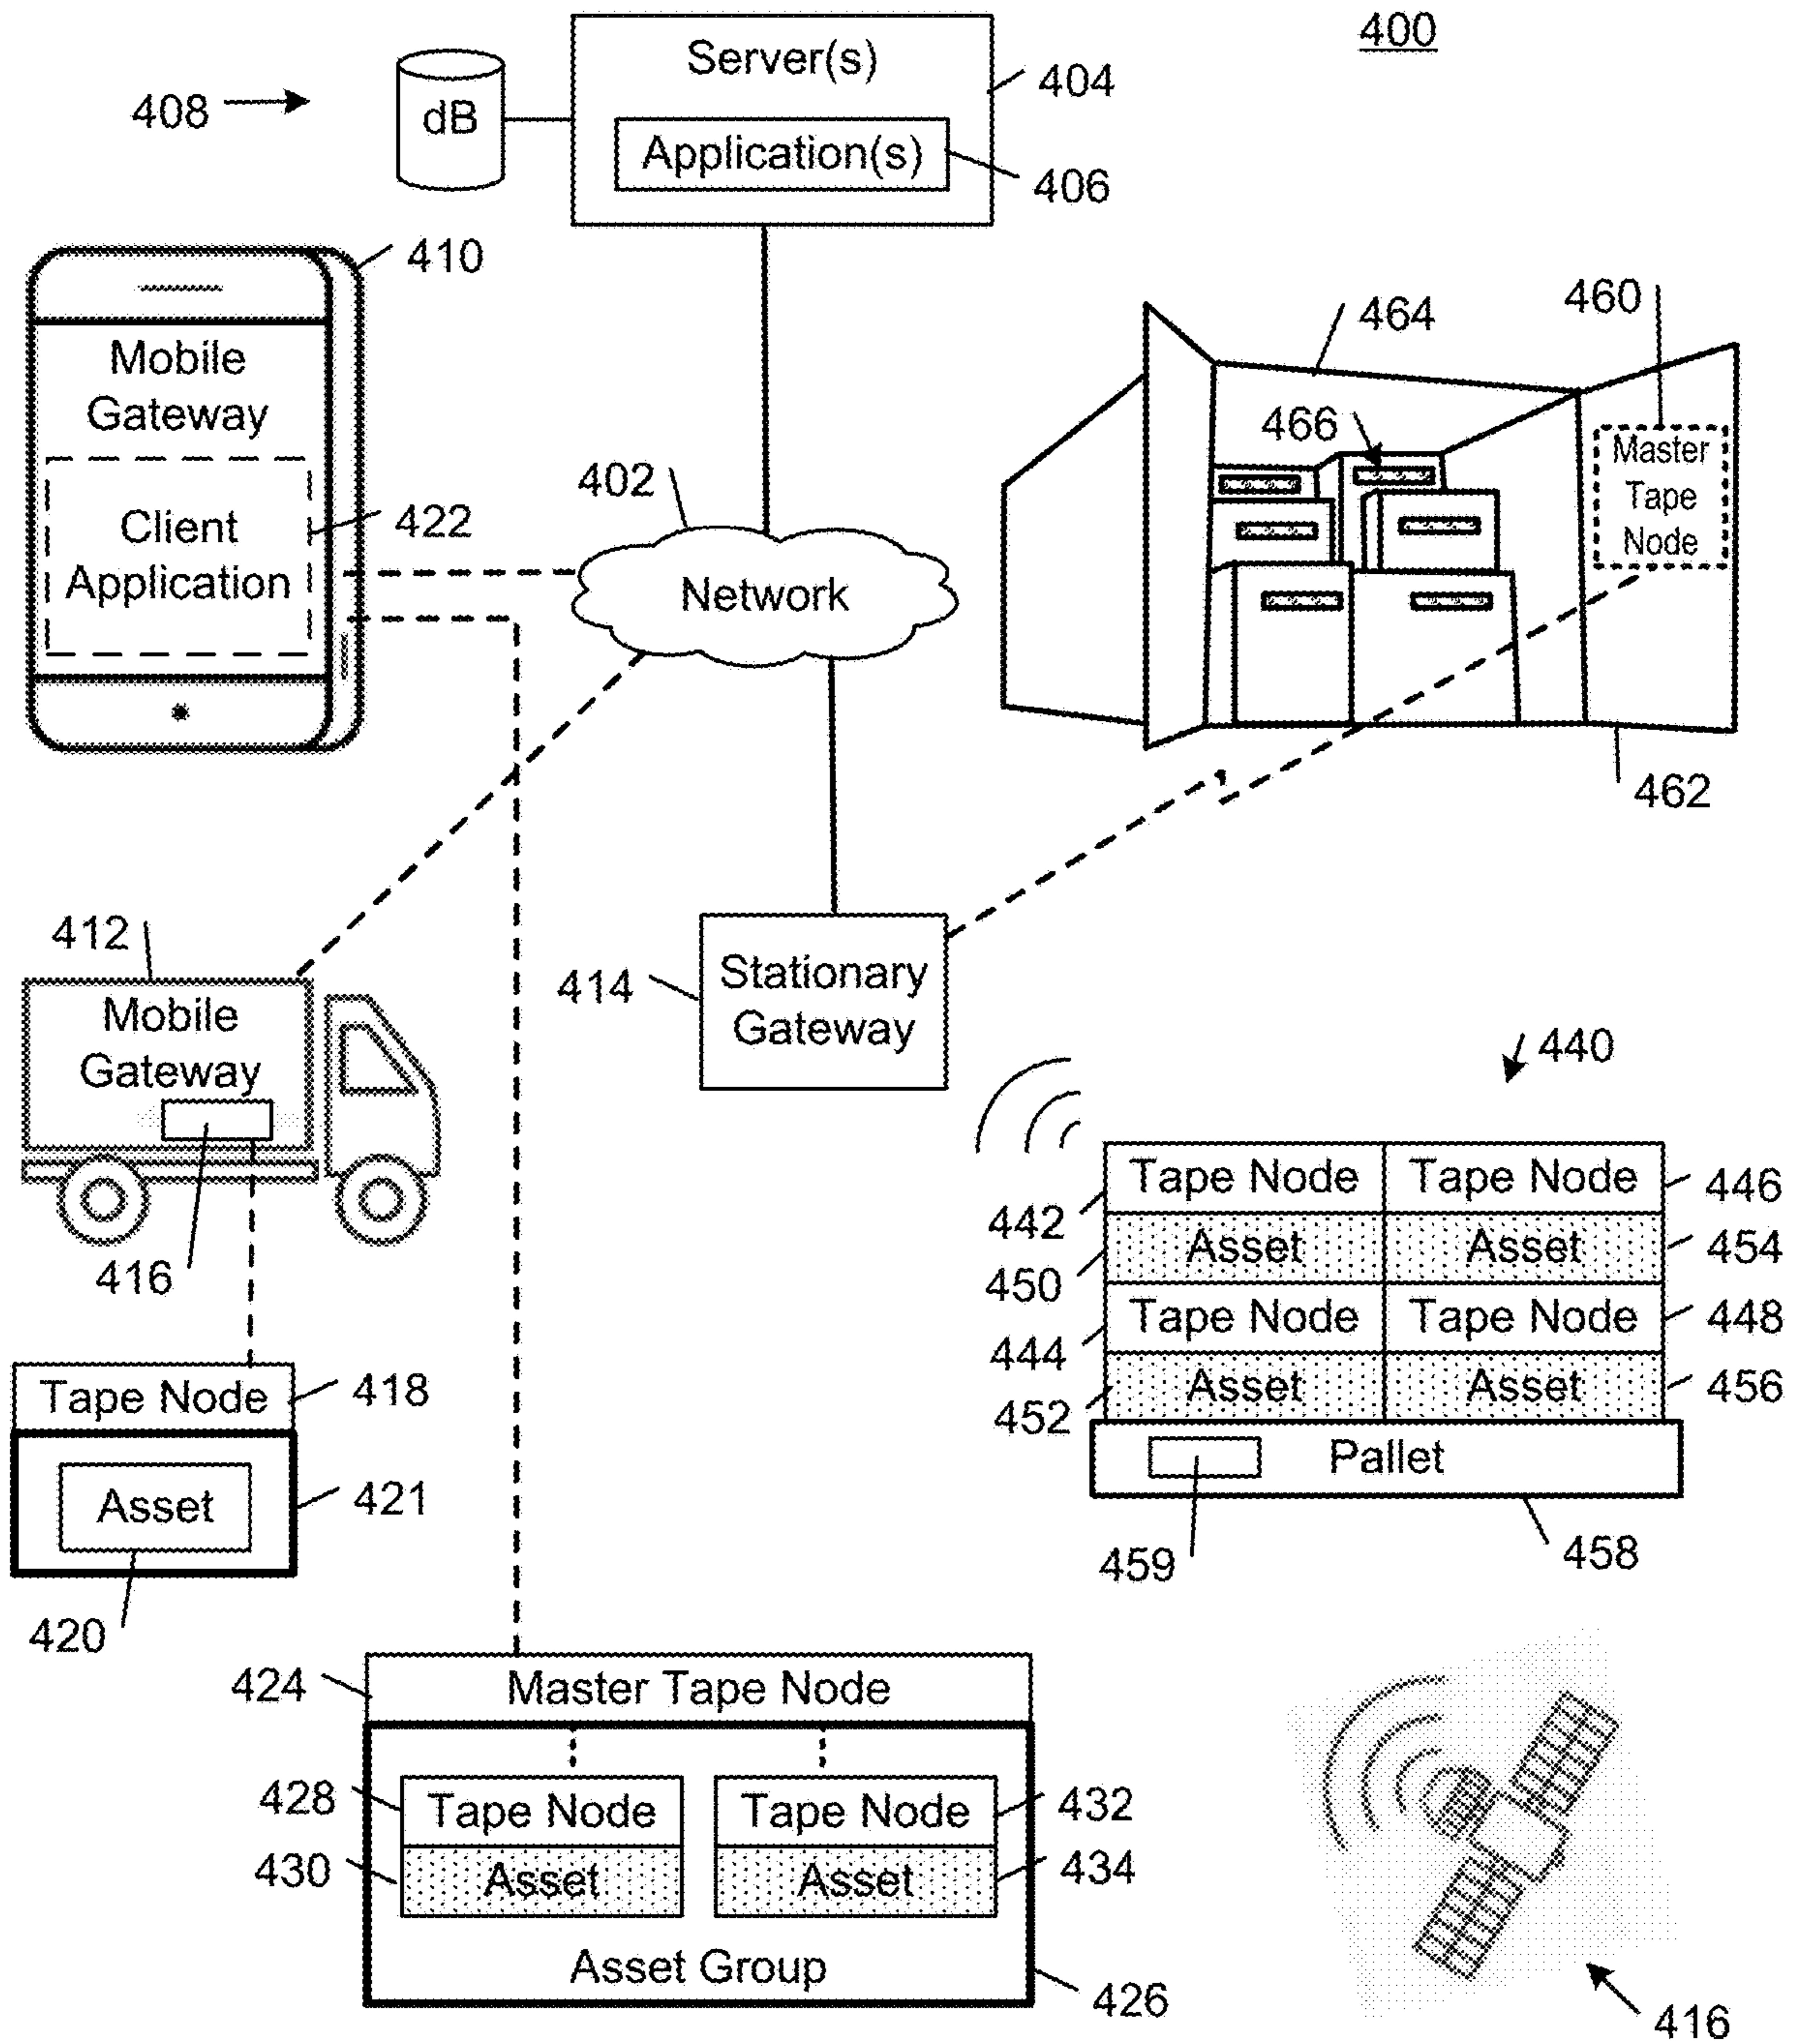 400
Server(s)
404
408
dB
Application(s)
406
410
Mobile
Gateway
Client
Application
422
402
Network
464
460
466
Master
Tape
Node
462
412
Mobile
Gateway
416
414
Stationary
Gateway
440
Tape Node
Tape Node
442
446
Asset
Asset
450
454
Tape Node
Tape Node
444
448
Asset
Asset
452
456
Pallet
459
458
Tape Node
418
Asset
421
420
424
Master Tape Node
428
Tape Node
Tape Node
432
430
Asset
Asset
434
Asset Group
426
416